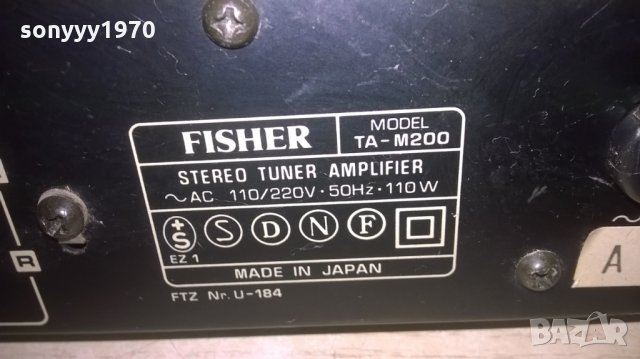 sonyyy1970
FISHER
MODEL
TA-M200
STEREO TUNER AMPLIFIER
~AC 110/220V·50Hz·110W
+S S D N F
EZ 1
MADE IN JAPAN
FTZ Nr. U-184
R
A
BAZAR